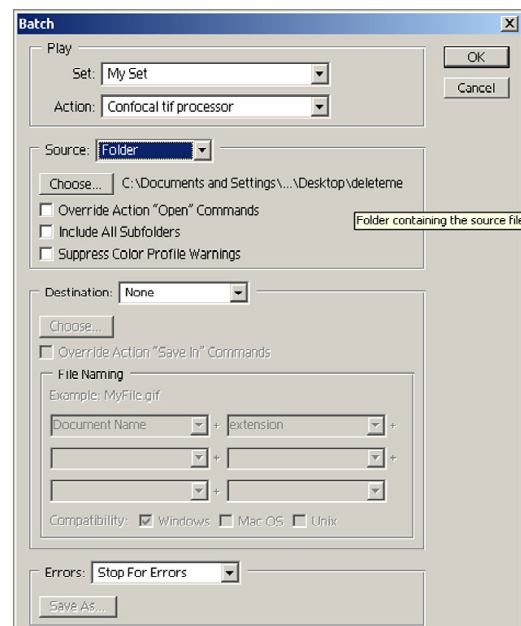 Batch
Play
OK
Set: My Set
Cancel
Action: Confocal tif processor
Source: Folder
Choose... C:\Documents and Settings\...\Desktop\deleteme
Override Action "Open" Commands
Folder containing the source file
Include All Subfolders
Suppress Color Profile Warnings
Destination: None
Choose...
Override Action "Save In" Commands
File Naming
Example: MyFile.gif
Document Name + extension +
+ +
+
Compatibility: Windows Mac OS Unix
Errors: Stop For Errors
Save As...